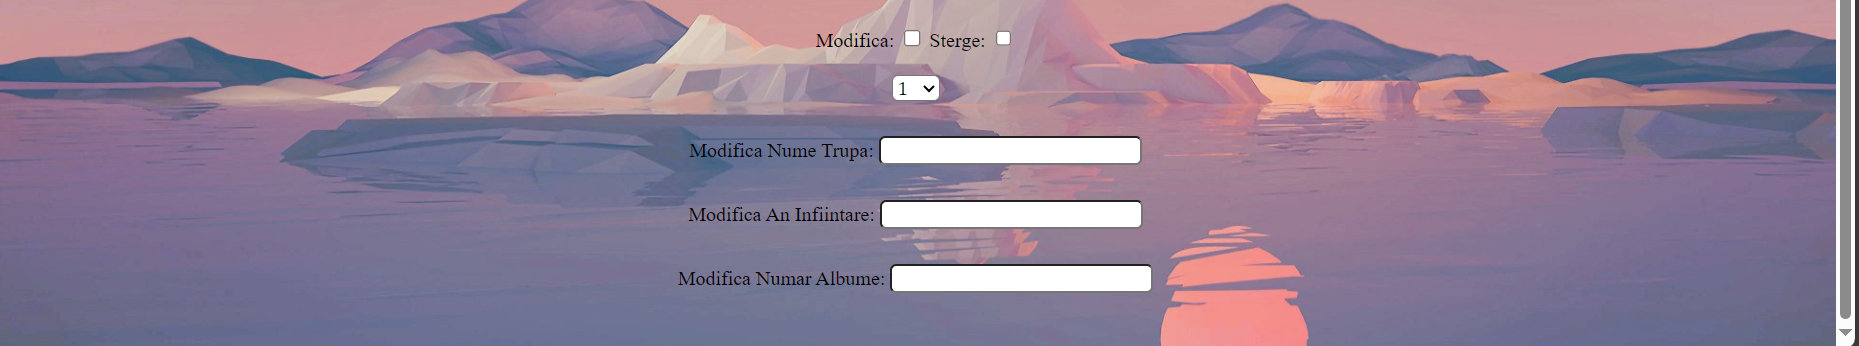 Modifica: Sterge:
1
Modifica Nume Trupa:
Modifica An Infiintare:
Modifica Numar Albume: